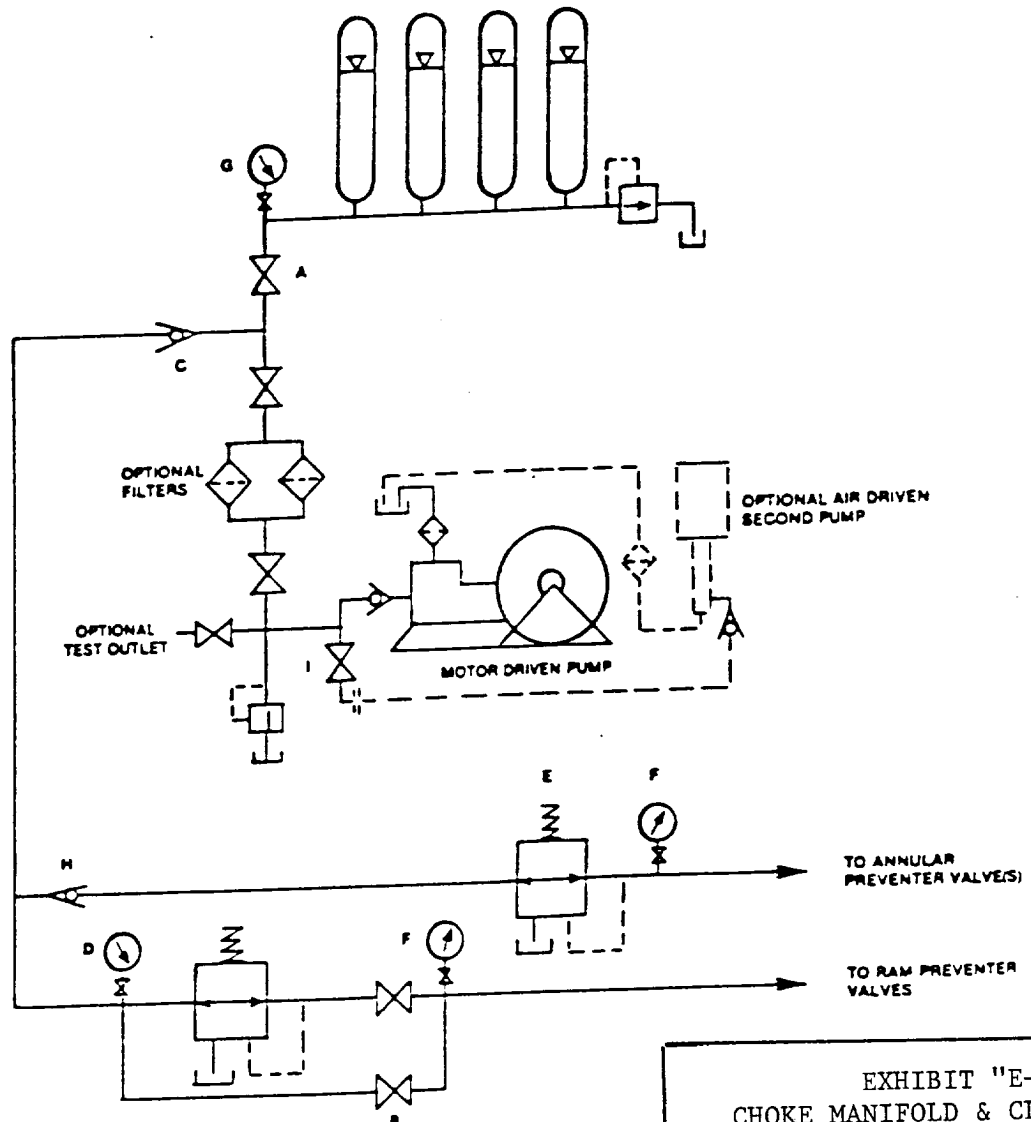 G
A
C
OPTIONAL
FILTERS
OPTIONAL AIR DRIVEN
SECOND PUMP
OPTIONAL
TEST OUTLET
I
MOTOR DRIVEN PUMP
E
F
H
TO ANNULAR
PREVENTER VALVE(S)
D
F
TO RAM PREVENTER
VALVES
EXHIBIT "E-
CHOKE MANIFOLD &